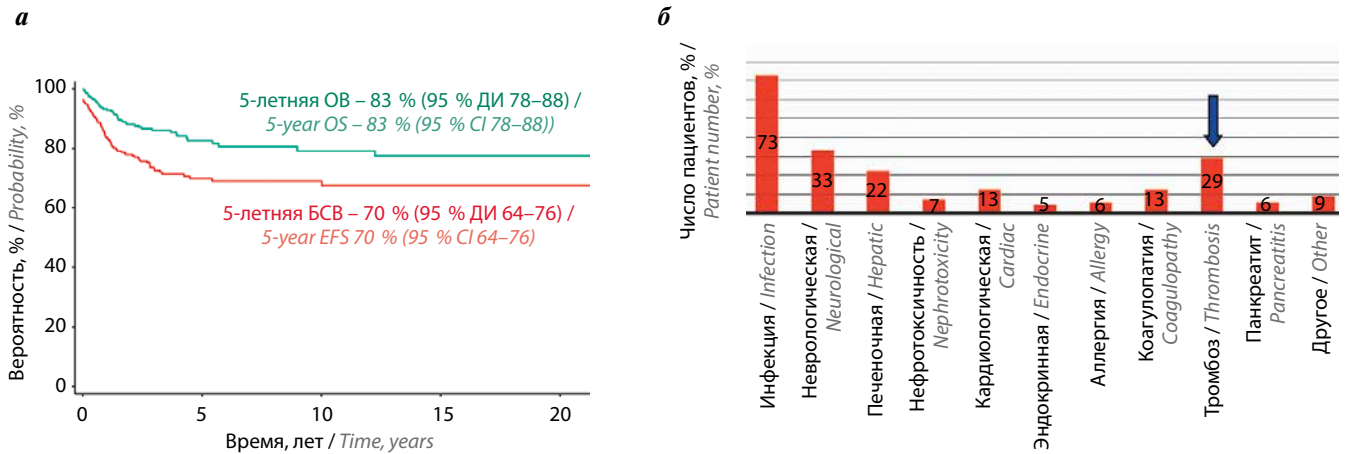 а
Вероятность, % / Probability, %
100
80
60
40
20
0
5-летняя ОВ – 83 % (95 % ДИ 78–88) /
5-year OS – 83 % (95 % CI 78–88))
5-летняя БСВ – 70 % (95 % ДИ 64–76) /
5-year EFS 70 % (95 % CI 64–76)
0 5 10 15 20
Время, лет / Time, years
б
Число пациентов, % /
Patient number, %
73 33 22 7 13 5 6 13 29 6 9
Инфекция / Infection
Неврологическая /
Neurological
Печеночная / Hepatic
Нефротоксичность /
Nephrotoxicity
Кардиологическая /
Cardiac
Эндокринная / Endocrine
Аллергия / Allergy
Коагулопатия /
Coagulopathy
Тромбоз / Thrombosis
Панкреатит /
Pancreatitis
Другое / Other